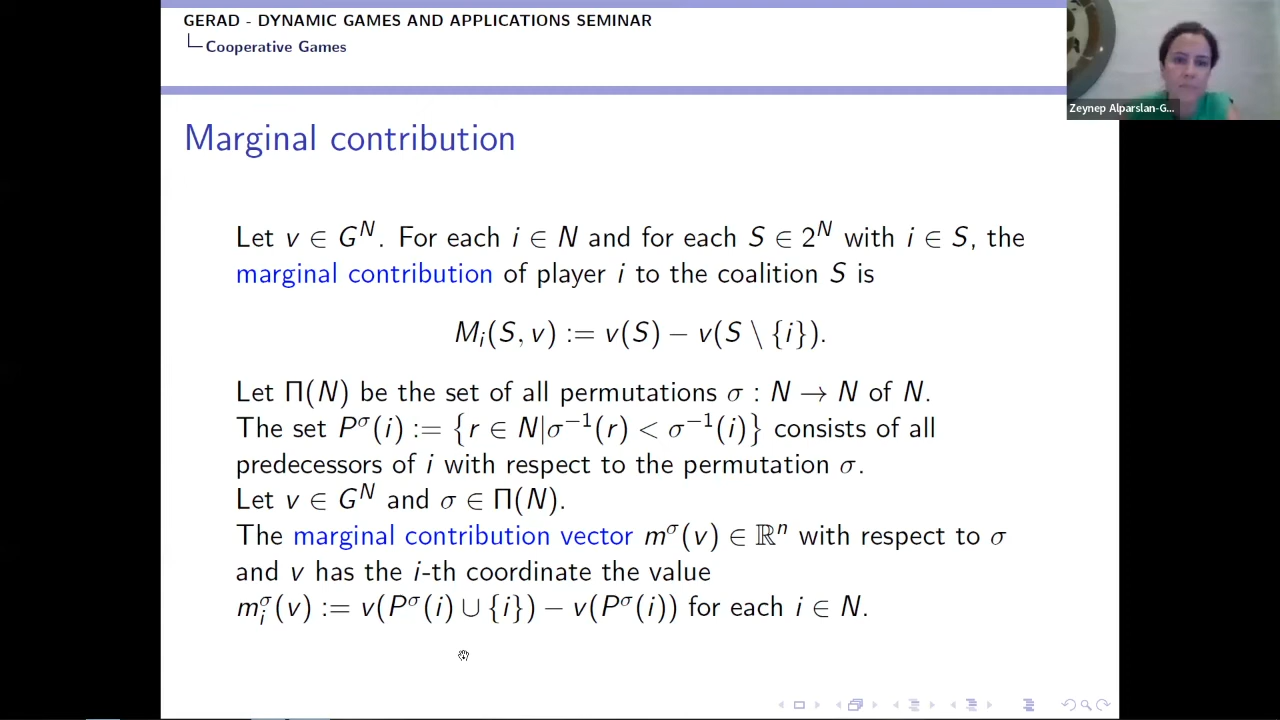 GERAD - DYNAMIC GAMES AND APPLICATIONS SEMINAR
Cooperative Games
Zeynep Alparslan-G...
Marginal contribution
Let v ∈ G^N. For each i ∈ N and for each S ∈ 2^N with i ∈ S, the
marginal contribution of player i to the coalition S is
M_i(S, v) := v(S) − v(S \ {i}).
Let Π(N) be the set of all permutations σ : N → N of N.
The set P^σ(i) := {r ∈ N|σ^{−1}(r) < σ^{−1}(i)} consists of all
predecessors of i with respect to the permutation σ.
Let v ∈ G^N and σ ∈ Π(N).
The marginal contribution vector m^σ(v) ∈ ℝ^n with respect to σ
and v has the i-th coordinate the value
m_i^σ(v) := v(P^σ(i) ∪ {i}) − v(P^σ(i)) for each i ∈ N.